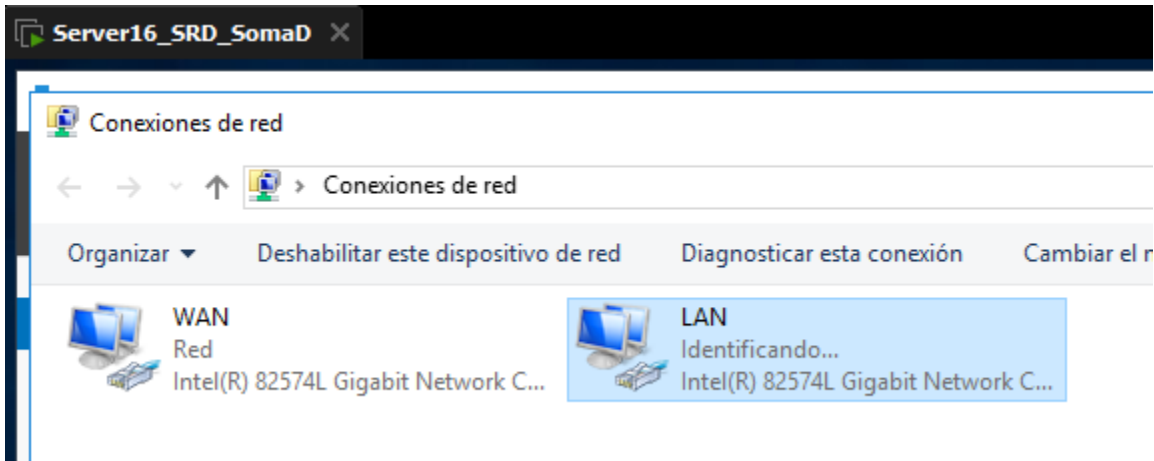 Server16_SRD_SomaD
Conexiones de red
Conexiones de red
Organizar Deshabilitar este dispositivo de red Diagnosticar esta conexión Cambiar el
WAN
Red
Intel(R) 82574L Gigabit Network C...
LAN
Identificando...
Intel(R) 82574L Gigabit Network C...